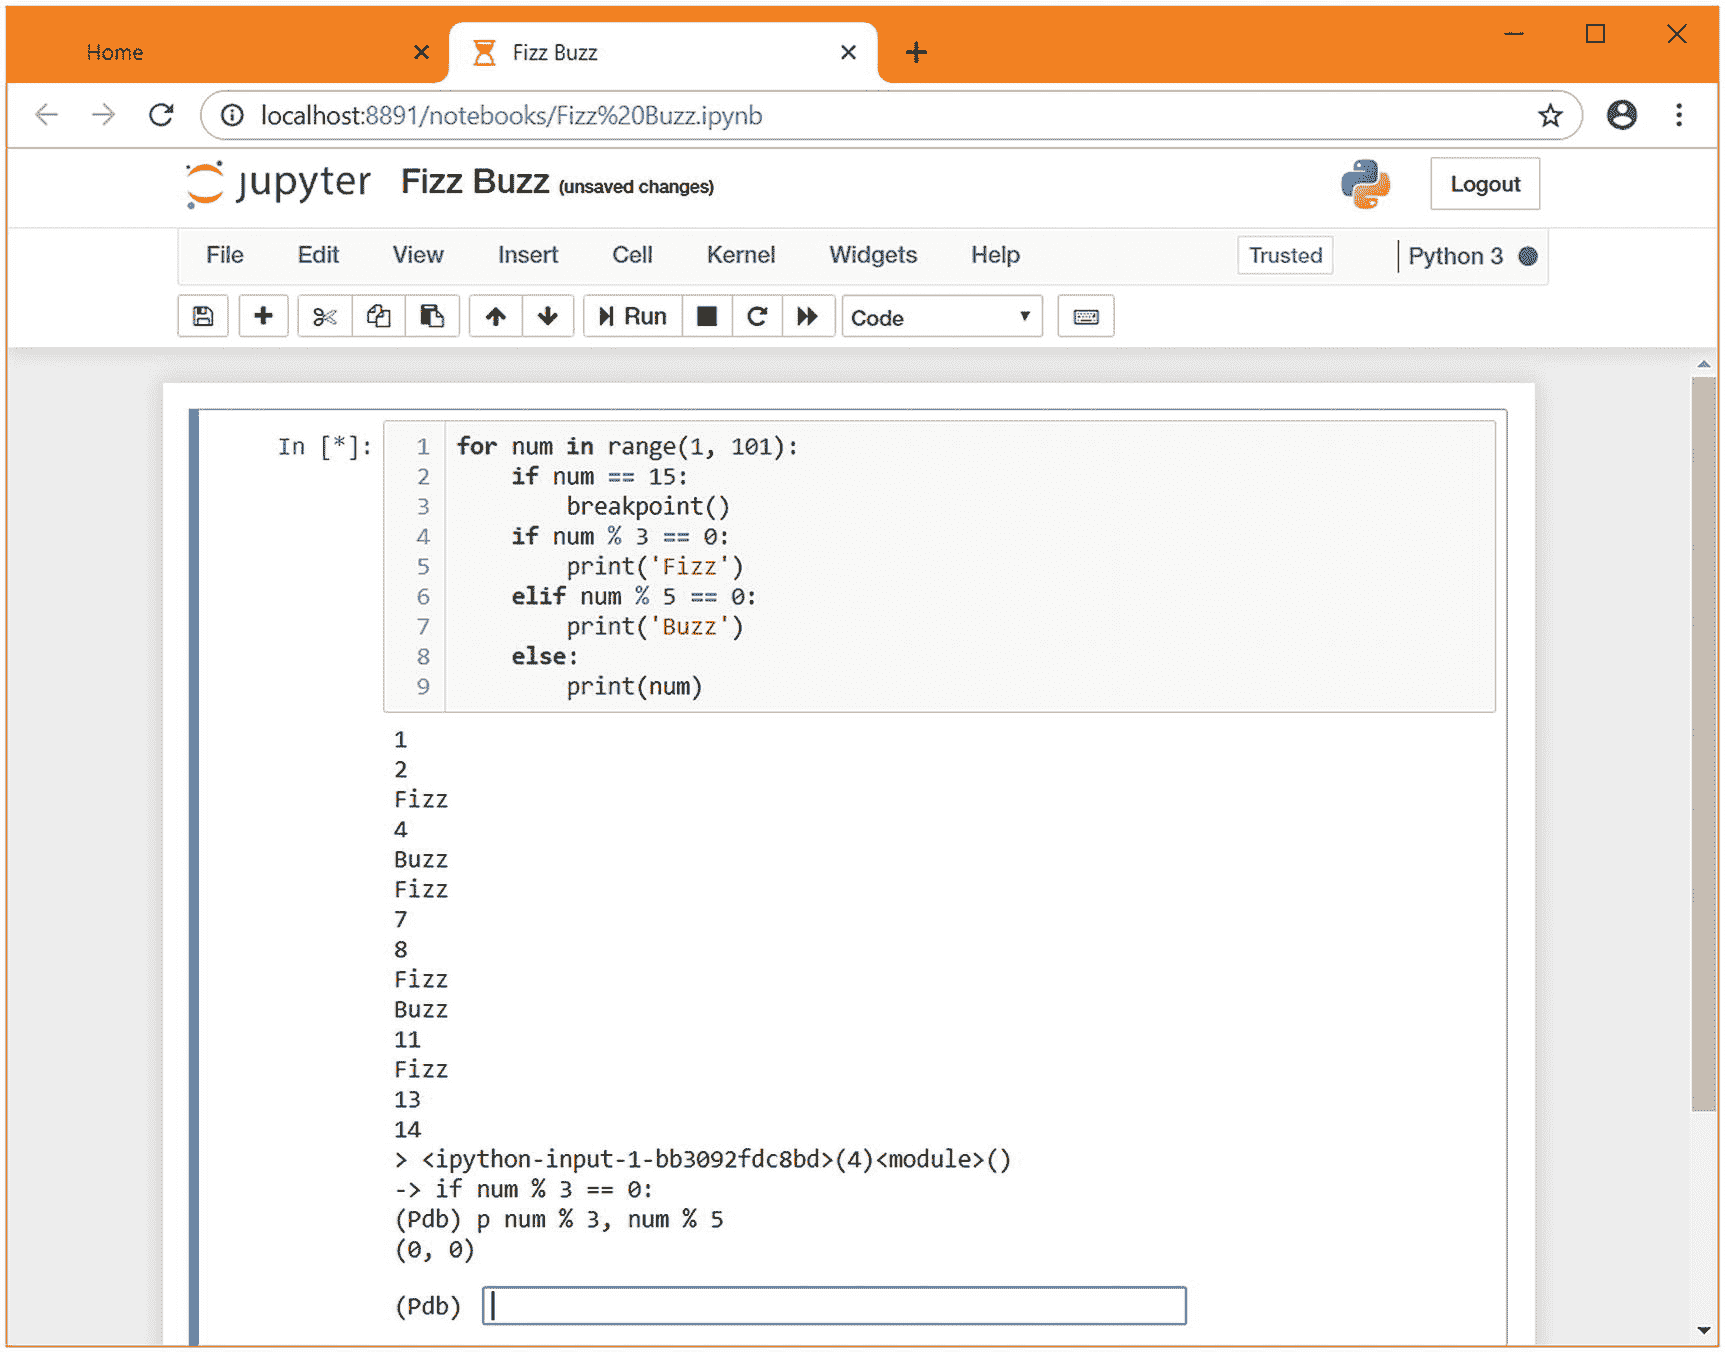 Home
Fizz Buzz
localhost:8891/notebooks/Fizz%20Buzz.ipynb
jupyter Fizz Buzz (unsaved changes)
Logout
File Edit View Insert Cell Kernel Widgets Help Trusted Python 3
Run Code
In [*]:
1 for num in range(1, 101):
2     if num == 15:
3         breakpoint()
4     if num % 3 == 0:
5         print('Fizz')
6     elif num % 5 == 0:
7         print('Buzz')
8     else:
9         print(num)
1
2
Fizz
4
Buzz
Fizz
7
8
Fizz
Buzz
11
Fizz
13
14
> <ipython-input-1-bb3092fdc8bd>(4)<module>()
-> if num % 3 == 0:
(Pdb) p num % 3, num % 5
(0, 0)
(Pdb)